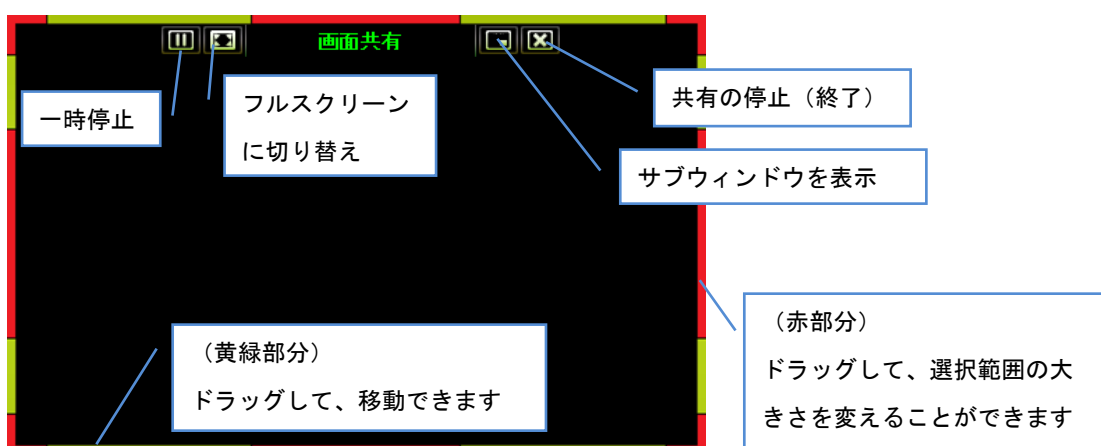 画面共有
一時停止
フルスクリーン
に切り替え
共有の停止（終了）
サブウィンドウを表示
（黄緑部分）
ドラッグして、移動できます
（赤部分）
ドラッグして、選択範囲の大
きさを変えることができます